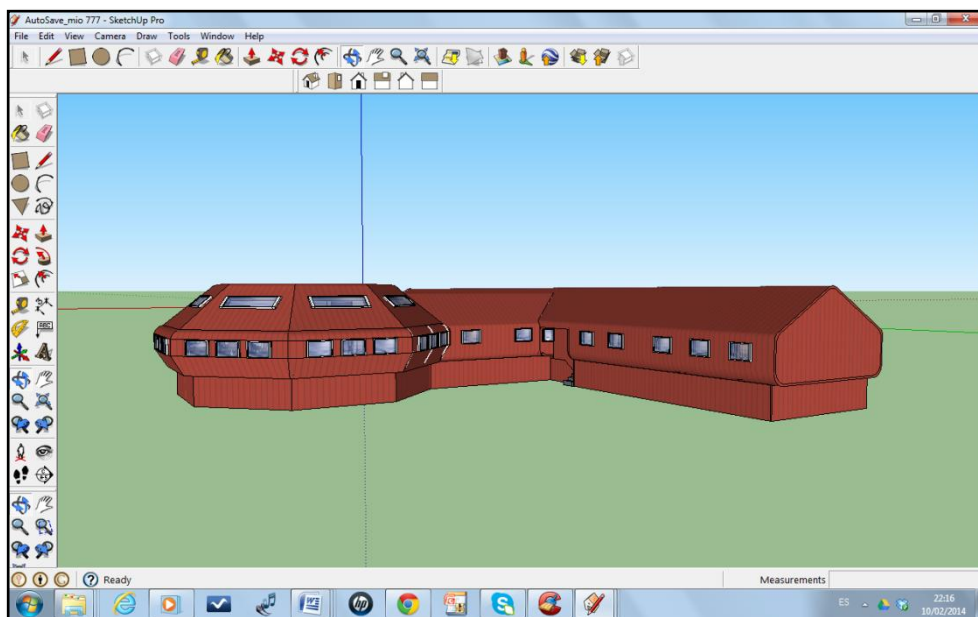 AutoSave_mio 777 - SketchUp Pro
File Edit View Camera Draw Tools Window Help
ABC
Ready
Measurements
ES
22:16
10/02/2014